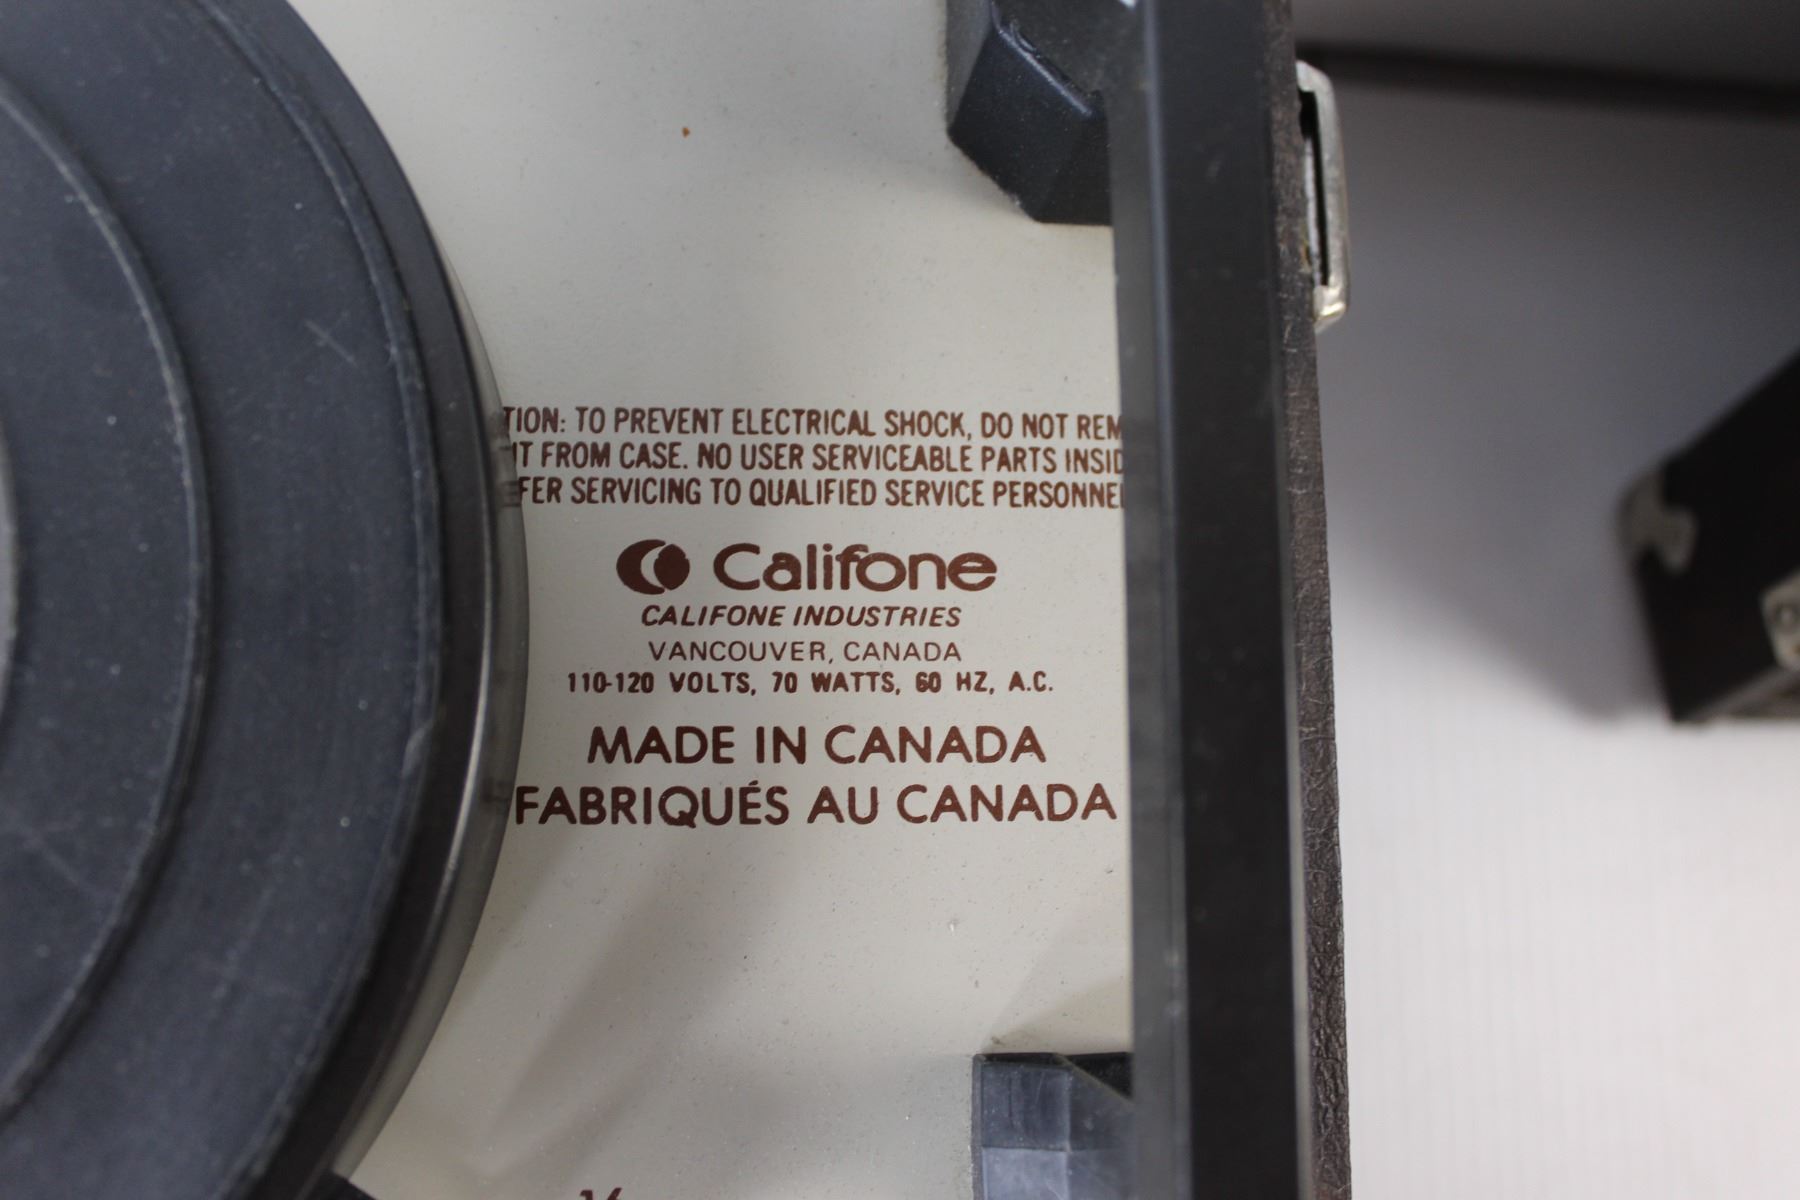 TION: TO PREVENT ELECTRICAL SHOCK, DO NOT REM
IT FROM CASE. NO USER SERVICEABLE PARTS INSID
FER SERVICING TO QUALIFIED SERVICE PERSONNEL
Califone
CALIFONE INDUSTRIES
VANCOUVER, CANADA
110-120 VOLTS, 70 WATTS, 60 HZ, A.C.
MADE IN CANADA
FABRIQUÉS AU CANADA